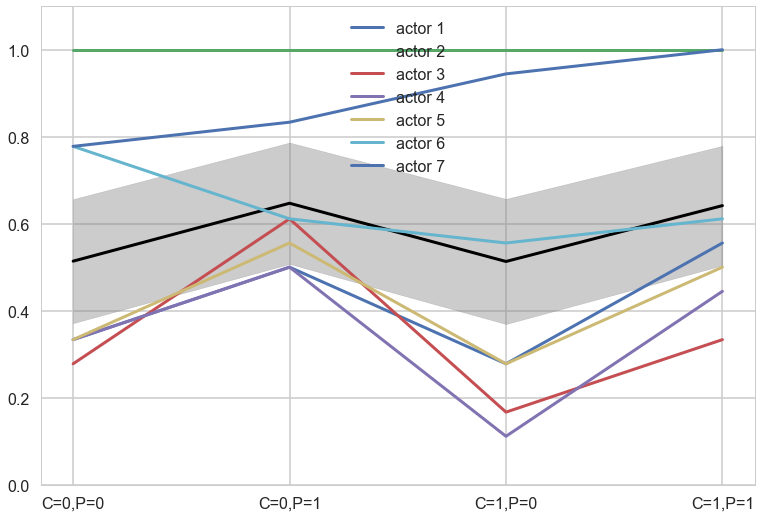 actor 1
actor 2
actor 3
actor 4
actor 5
actor 6
actor 7
1.0
0.8
0.6
0.4
0.2
0.0
C=0,P=0 C=0,P=1 C=1,P=0 C=1,P=1